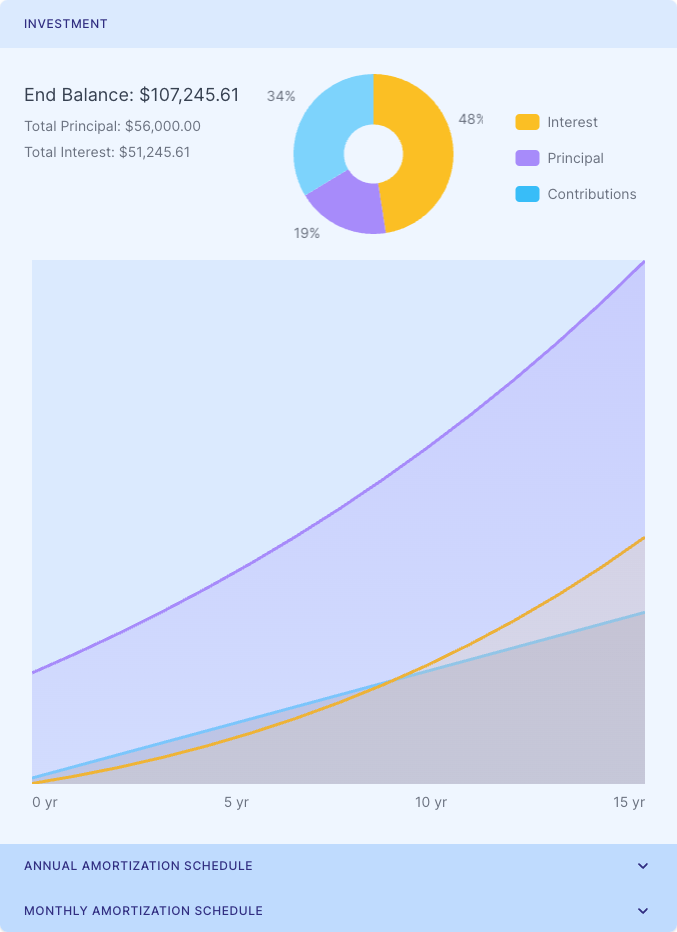 INVESTMENT
End Balance: $107,245.61
Total Principal: $56,000.00
Total Interest: $51,245.61
34%
48%
19%
Interest
Principal
Contributions
0 yr
5 yr
10 yr
15 yr
ANNUAL AMORTIZATION SCHEDULE
MONTHLY AMORTIZATION SCHEDULE